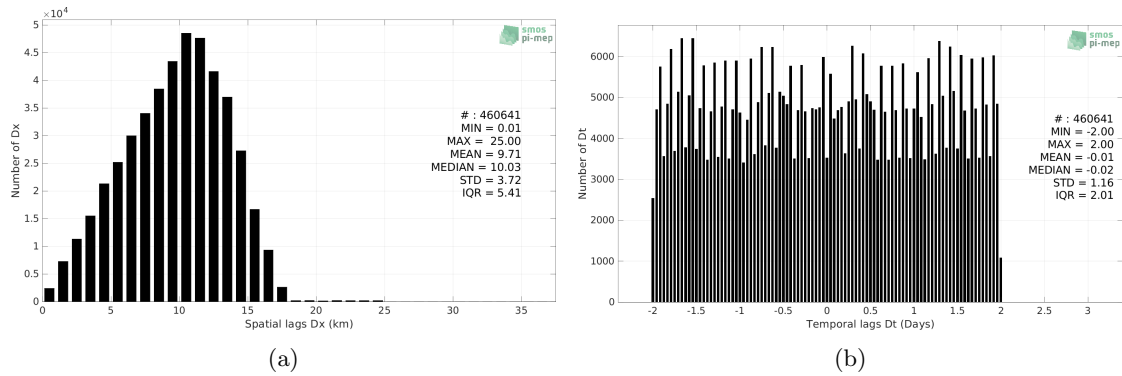 ×10⁴
5
4.5
4
3.5
3
2.5
2
1.5
1
0.5
0
Number of Dx
0 5 10 15 20 25 30 35
Spatial lags Dx (km)
smos
pi-mep
# : 460641
MIN = 0.01
MAX = 25.00
MEAN = 9.71
MEDIAN = 10.03
STD = 3.72
IQR = 5.41
(a)
6000
5000
4000
3000
2000
1000
0
Number of Dt
-2 -1.5 -1 -0.5 0 0.5 1 1.5 2 2.5 3
Temporal lags Dt (Days)
smos
pi-mep
# : 460641
MIN = -2.00
MAX = 2.00
MEAN = -0.01
MEDIAN = -0.02
STD = 1.16
IQR = 2.01
(b)